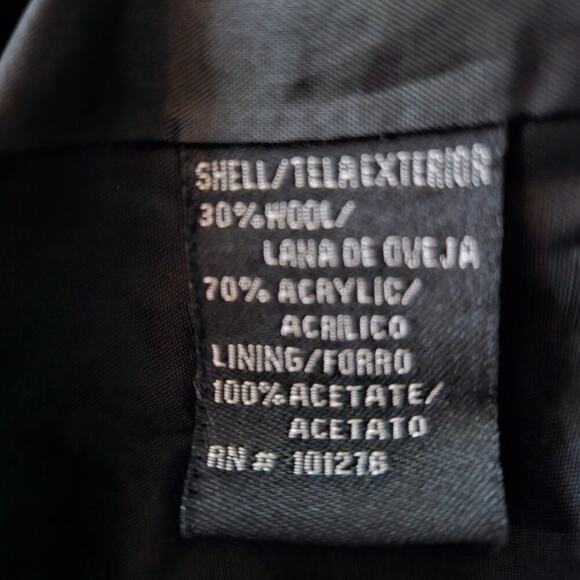 SHELL/TELA EXTERIOR
30% WOOL/
LANA DE OVEJA
70% ACRYLIC/
ACRILICO
LINING/FORRO
100% ACETATE/
ACETATO
RN # 101276